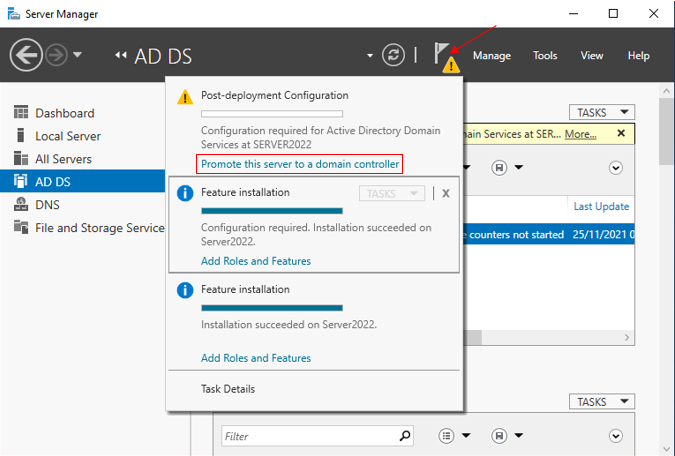 Server Manager
AD DS
Manage
Tools
View
Help
Dashboard
Local Server
All Servers
AD DS
DNS
File and Storage Service
Post-deployment Configuration
Configuration required for Active Directory Domain
Services at SERVER2022
Promote this server to a domain controller
Feature installation
TASKS
X
Configuration required. Installation succeeded on
Server2022.
Add Roles and Features
Feature installation
Installation succeeded on Server2022.
Add Roles and Features
Task Details
TASKS
ain Services at SER... More...
Last Update
e counters not started 25/11/2021 0
TASKS
Filter